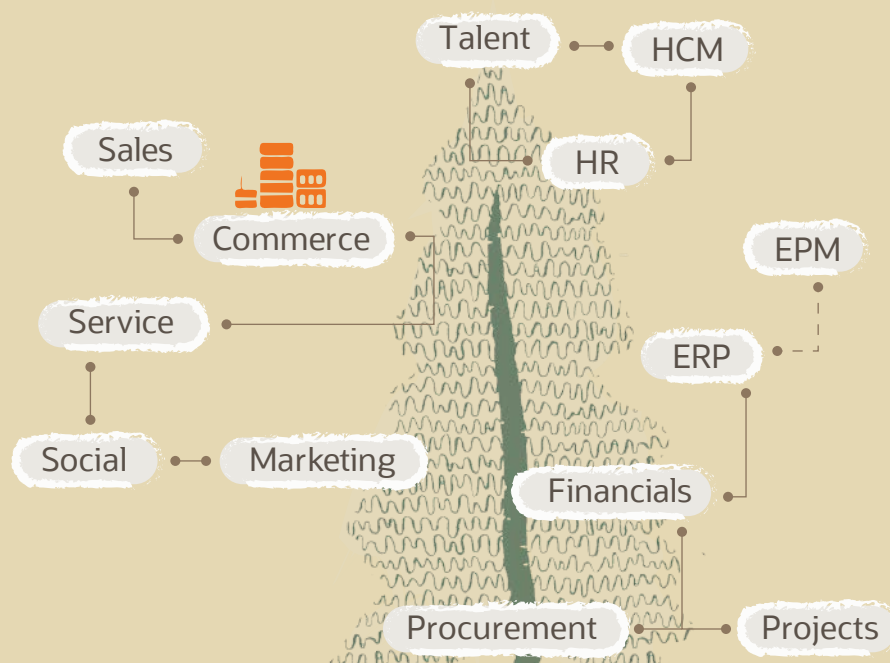 Talent
HCM
Sales
HR
Commerce
EPM
Service
ERP
Social
Marketing
Financials
Procurement
Projects